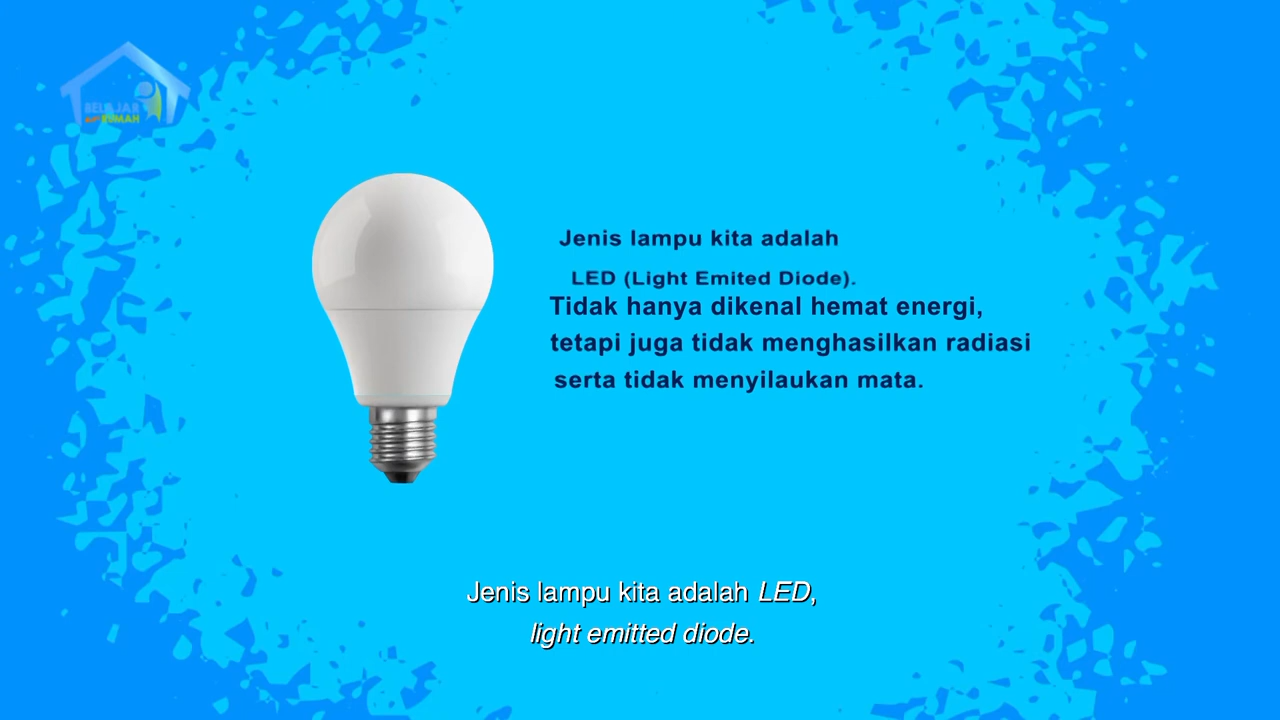 BELAJAR
RUMAH
Jenis lampu kita adalah
LED (Light Emited Diode).
Tidak hanya dikenal hemat energi,
tetapi juga tidak menghasilkan radiasi
serta tidak menyilaukan mata.
Jenis lampu kita adalah LED,
light emitted diode.